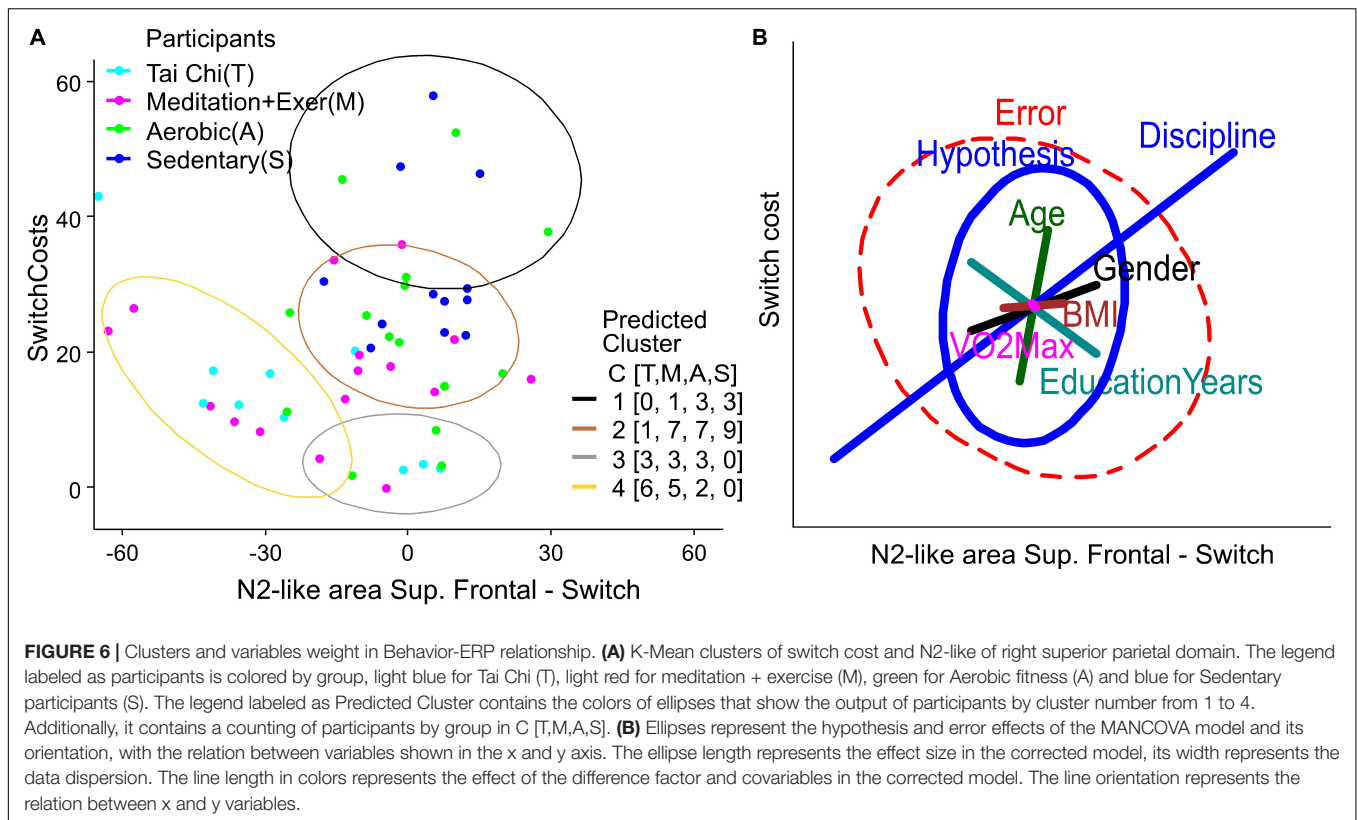 A
Participants
Tai Chi(T)
Meditation+Exer(M)
Aerobic(A)
Sedentary(S)
60
40
20
0
SwitchCosts
-60 -30 0 30 60
N2-like area Sup. Frontal - Switch
Predicted
Cluster
C [T,M,A,S]
1 [0, 1, 3, 3]
2 [1, 7, 7, 9]
3 [3, 3, 3, 0]
4 [6, 5, 2, 0]
B
Error
Hypothesis
Discipline
Age
Gender
BMI
VO2Max
EducationYears
Switch cost
N2-like area Sup. Frontal - Switch
FIGURE 6 | Clusters and variables weight in Behavior-ERP relationship. (A) K-Mean clusters of switch cost and N2-like of right superior parietal domain. The legend
labeled as participants is colored by group, light blue for Tai Chi (T), light red for meditation + exercise (M), green for Aerobic fitness (A) and blue for Sedentary
participants (S). The legend labeled as Predicted Cluster contains the colors of ellipses that show the output of participants by cluster number from 1 to 4.
Additionally, it contains a counting of participants by group in C [T,M,A,S]. (B) Ellipses represent the hypothesis and error effects of the MANCOVA model and its
orientation, with the relation between variables shown in the x and y axis. The ellipse length represents the effect size in the corrected model, its width represents the
data dispersion. The line length in colors represents the effect of the difference factor and covariables in the corrected model. The line orientation represents the
relation between x and y variables.